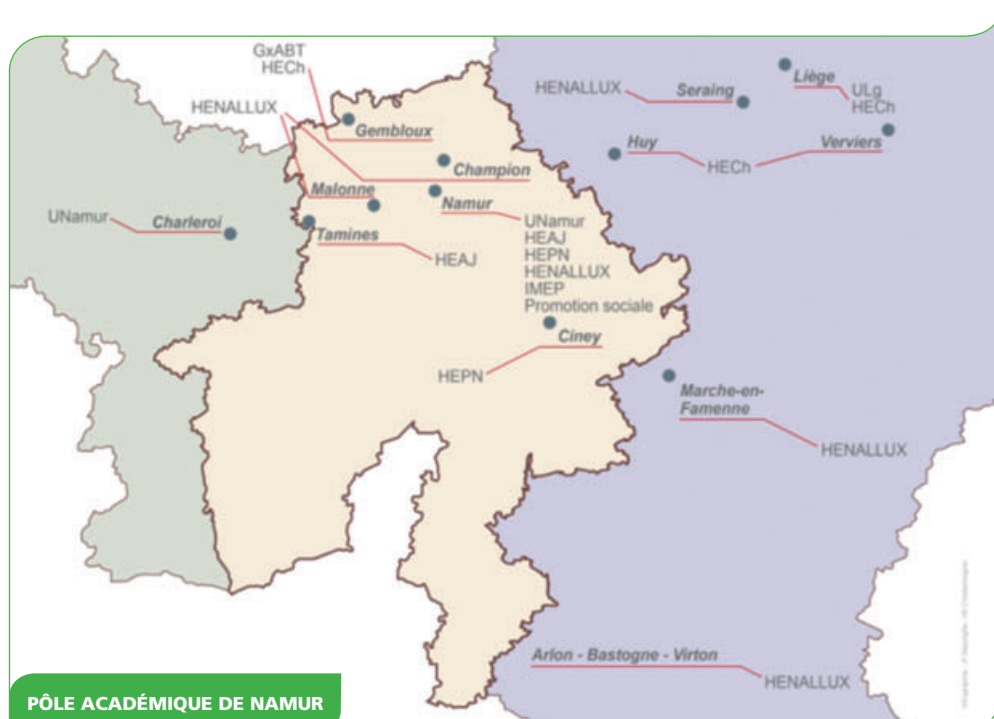 GxABT
HECh
HENALLUX
Gembloux
Champion
Malonne
Namur
UNamur
HEAJ
HEPN
HENALLUX
IMEP
Promotion sociale
UNamur
Charleroi
Tamines
HEAJ
Ciney
HEPN
HENALLUX
Seraing
Liège
ULg
HECh
Huy
Verviers
HECh
Marche-en-
Famenne
HENALLUX
Arlon - Bastogne - Virton
HENALLUX
PÔLE ACADÉMIQUE DE NAMUR